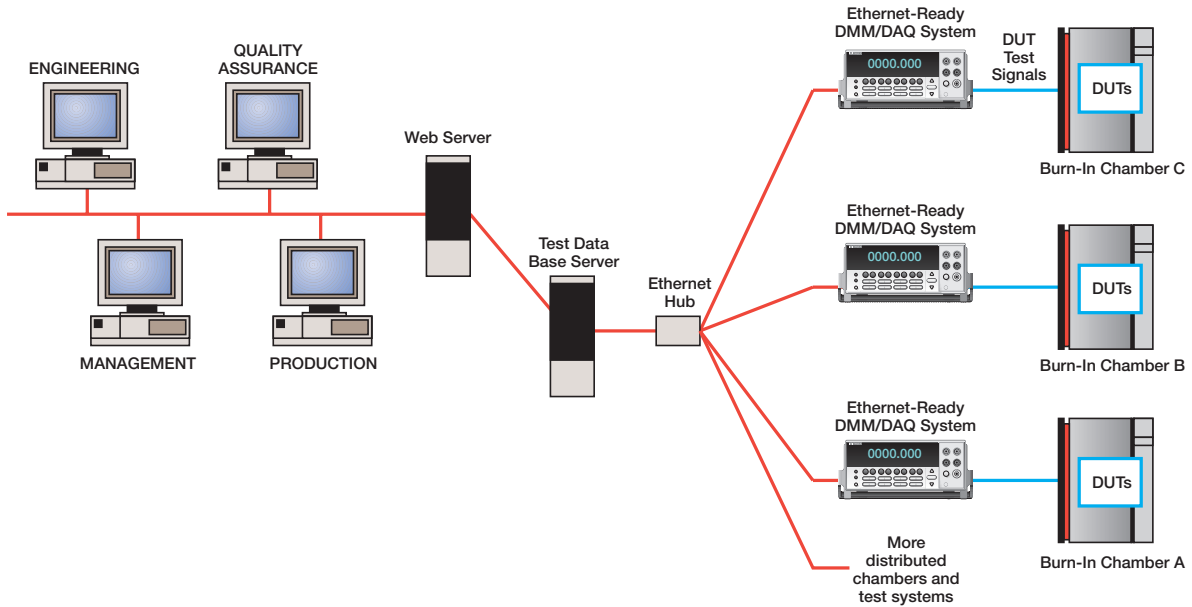 ENGINEERING
QUALITY
ASSURANCE
MANAGEMENT
PRODUCTION
Web Server
Test Data
Base Server
Ethernet
Hub
Ethernet-Ready
DMM/DAQ System
0000.000
DUT
Test
Signals
DUTs
Burn-In Chamber C
Ethernet-Ready
DMM/DAQ System
0000.000
DUTs
Burn-In Chamber B
Ethernet-Ready
DMM/DAQ System
0000.000
DUTs
Burn-In Chamber A
More
distributed
chambers and
test systems